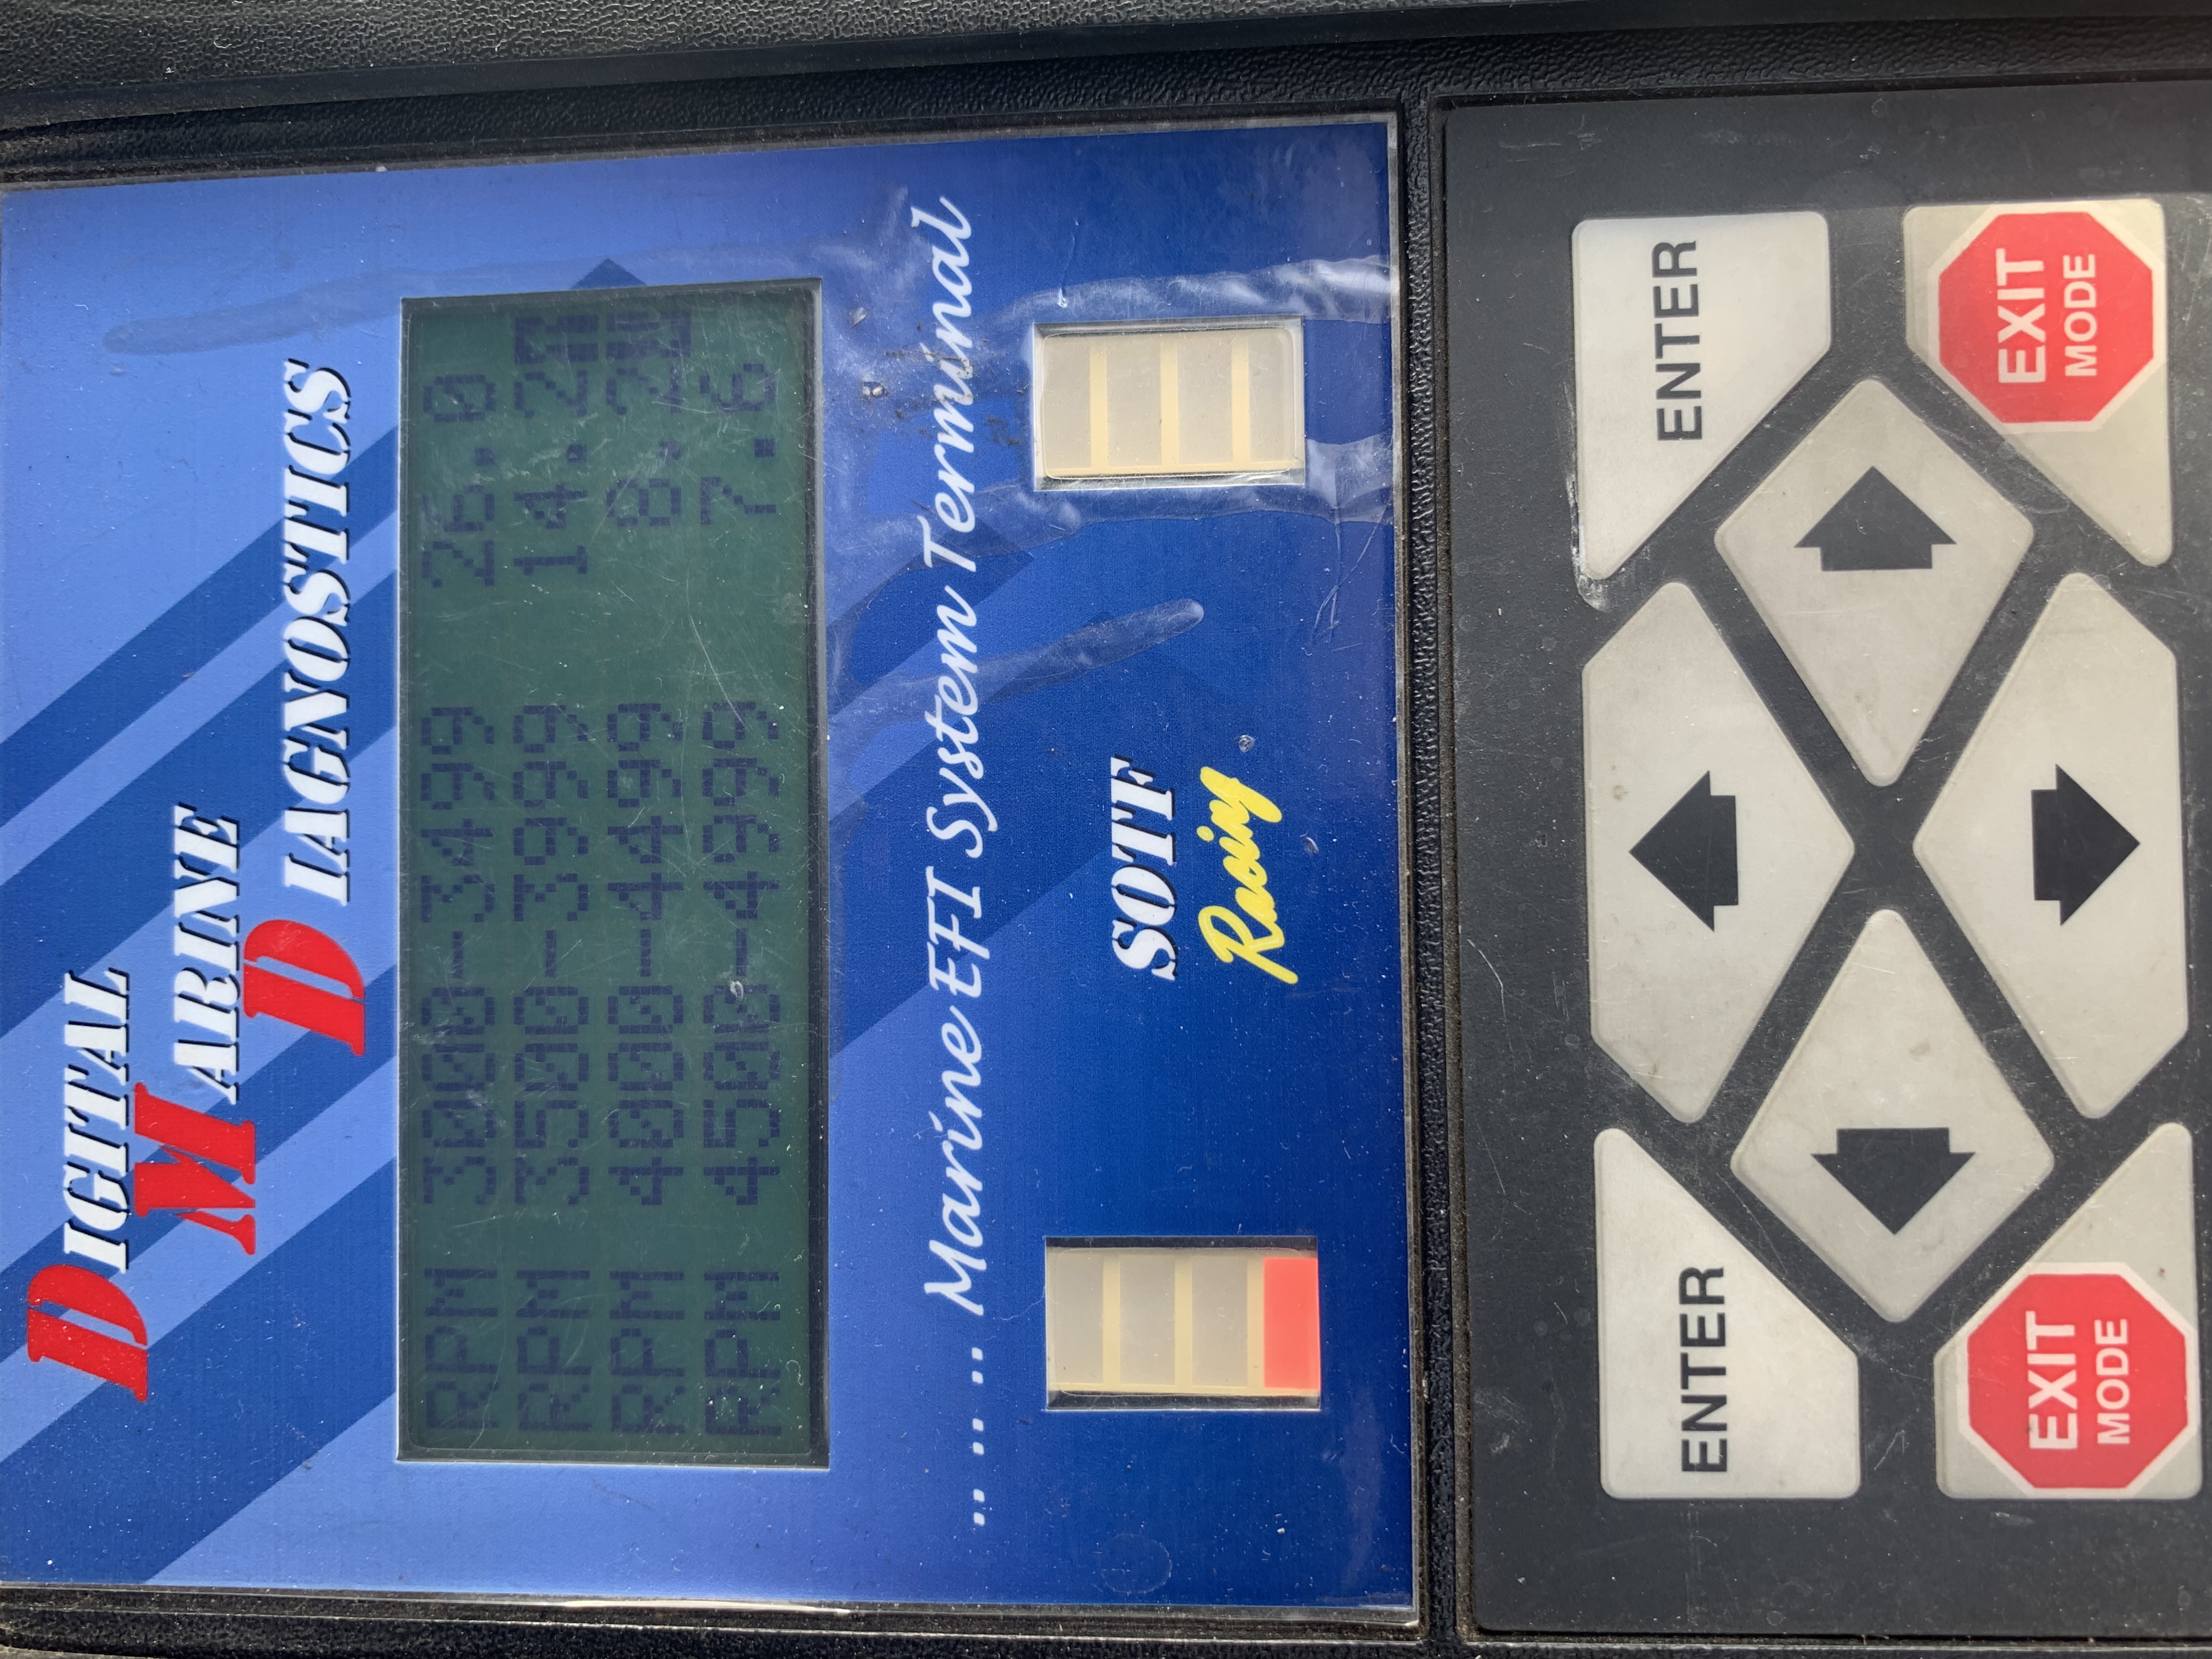 DIGITAL
MARINE
DIAGNOSTICS
RPM 3000-3499 26.0
RPM 3500-3999 14.2
RPM 4000-4499 8.2
RPM 4500-4999 7.6
... .. .. Marine EFI System Terminal
SOTF
Racing
ENTER
ENTER
EXIT
MODE
EXIT
MODE